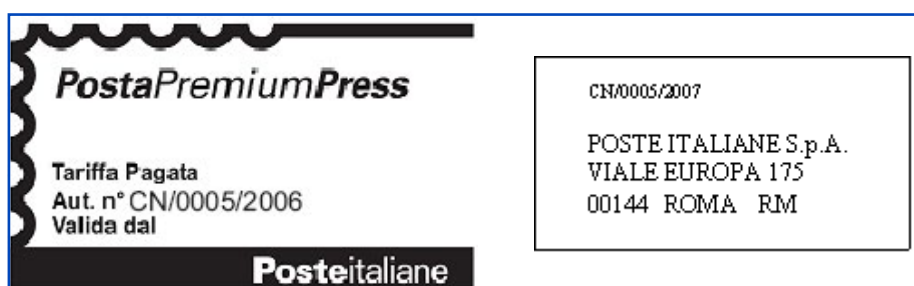 PostaPremiumPress
Tariffa Pagata
Aut. n° CN/0005/2006
Valida dal
Posteitaliane
CN/0005/2007
POSTE ITALIANE S.p.A.
VIALE EUROPA 175
00144 ROMA RM